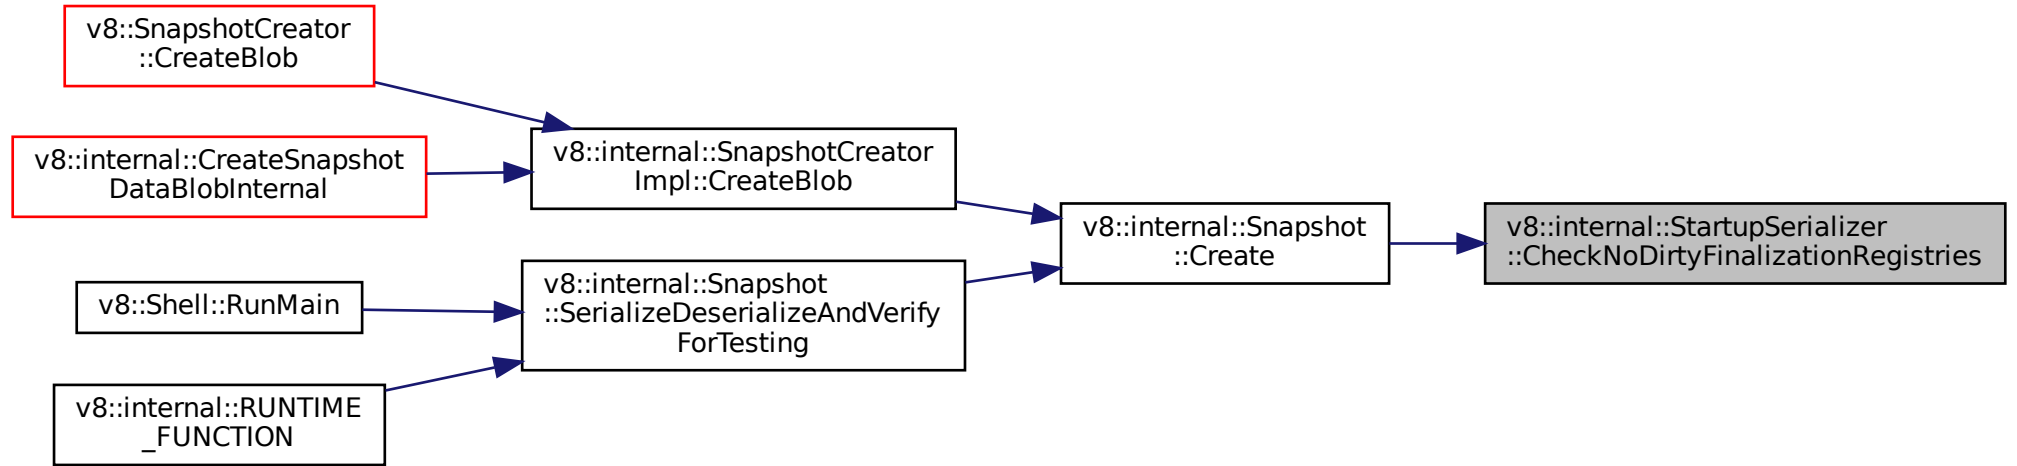 v8::SnapshotCreator
::CreateBlob
v8::internal::CreateSnapshot
DataBlobInternal
v8::internal::SnapshotCreator
Impl::CreateBlob
v8::internal::Snapshot
::Create
v8::internal::StartupSerializer
::CheckNoDirtyFinalizationRegistries
v8::internal::Snapshot
::SerializeDeserializeAndVerify
ForTesting
v8::Shell::RunMain
v8::internal::RUNTIME
_FUNCTION